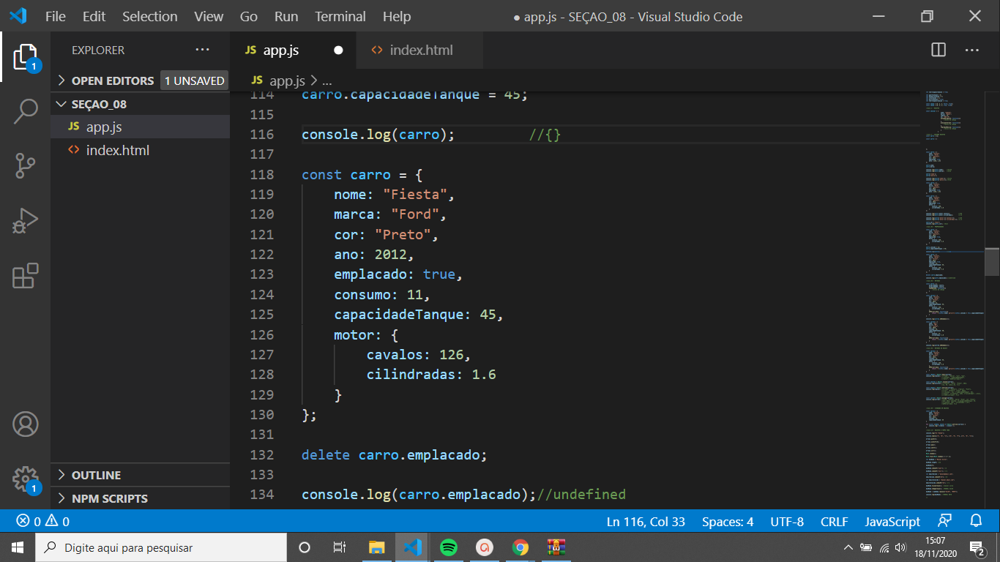 File Edit Selection View Go Run Terminal Help ● app.js - SEÇAO_08 - Visual Studio Code
EXPLORER
JS app.js
index.html
OPEN EDITORS 1 UNSAVED
JS app.js > ...
SEÇAO_08
JS app.js
index.html
114 carro.capacidadeTanque = 45;
115
116 console.log(carro); //{}
117
118 const carro = {
119 nome: "Fiesta",
120 marca: "Ford",
121 cor: "Preto",
122 ano: 2012,
123 emplacado: true,
124 consumo: 11,
125 capacidadeTanque: 45,
126 motor: {
127 cavalos: 126,
128 cilindradas: 1.6
129 }
130 };
131
132 delete carro.emplacado;
133
134 console.log(carro.emplacado);//undefined
1
1
OUTLINE
NPM SCRIPTS
0 0 Ln 116, Col 33 Spaces: 4 UTF-8 CRLF JavaScript
Digite aqui para pesquisar
15:07
18/11/2020
2